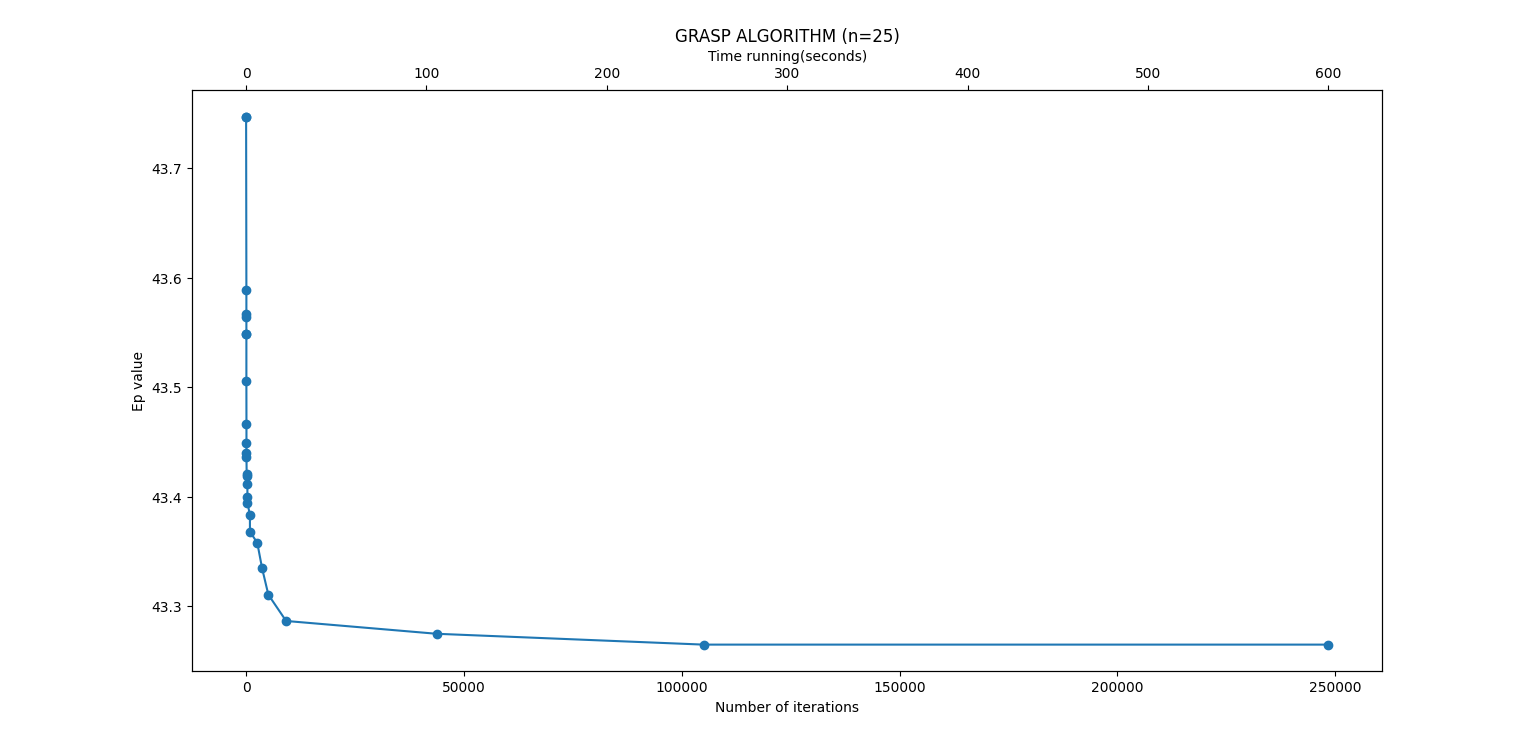 GRASP ALGORITHM (n=25)
Time running(seconds)
0 100 200 300 400 500 600
43.7
43.6
43.5
43.4
43.3
Ep value
0 50000 100000 150000 200000 250000
Number of iterations